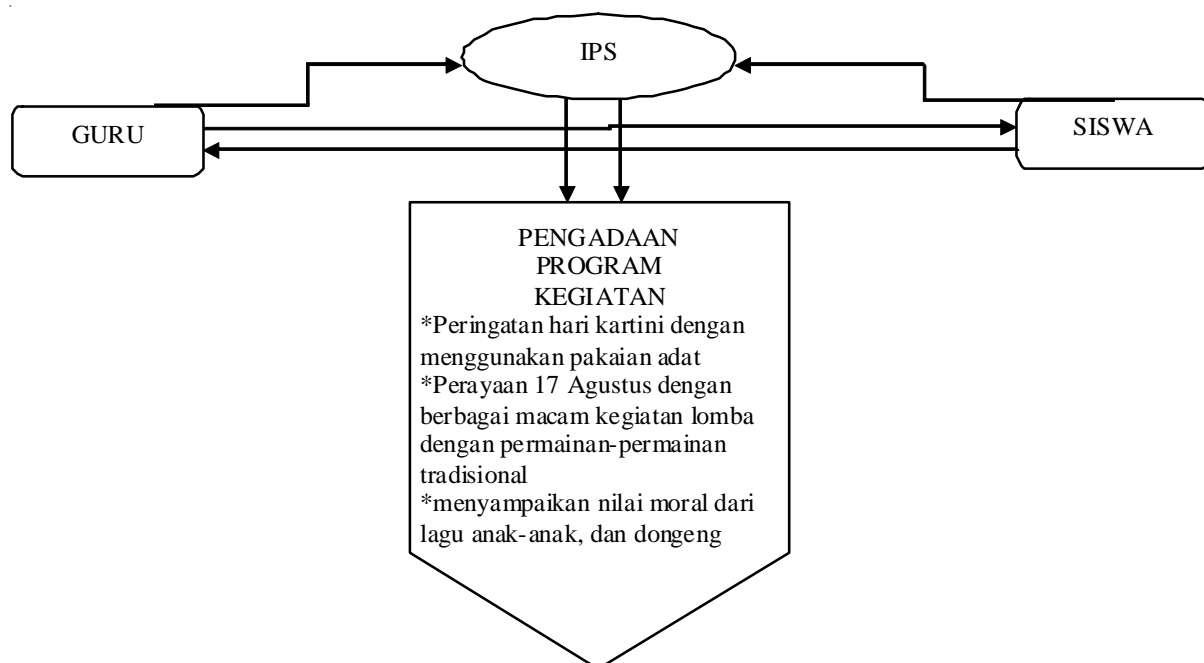 IPS
GURU
SISWA
PENGADAAN
PROGRAM
KEGIATAN
*Peringatan hari kartini dengan
menggunakan pakaian adat
*Perayaan 17 Agustus dengan
berbagai macam kegiatan lomba
dengan permainan-permainan
tradisional
*menyampaikan nilai moral dari
lagu anak-anak, dan dongeng